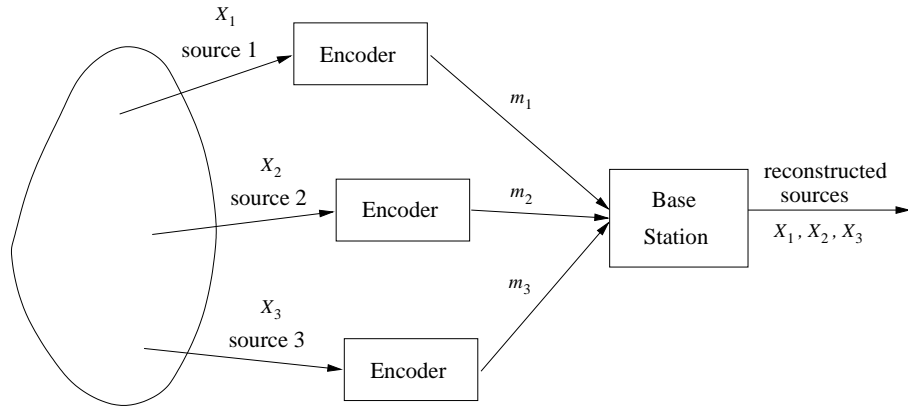 X1
source 1
Encoder
m1
X2
source 2
Encoder
m2
X3
source 3
Encoder
m3
Base
Station
reconstructed
sources
X1 , X2 , X3